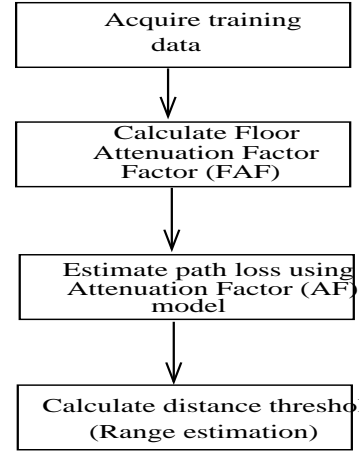 Acquire training
data
Calculate Floor
Attenuation Factor
Factor (FAF)
Estimate path loss using
Attenuation Factor (AF)
model
Calculate distance threshol
(Range estimation)